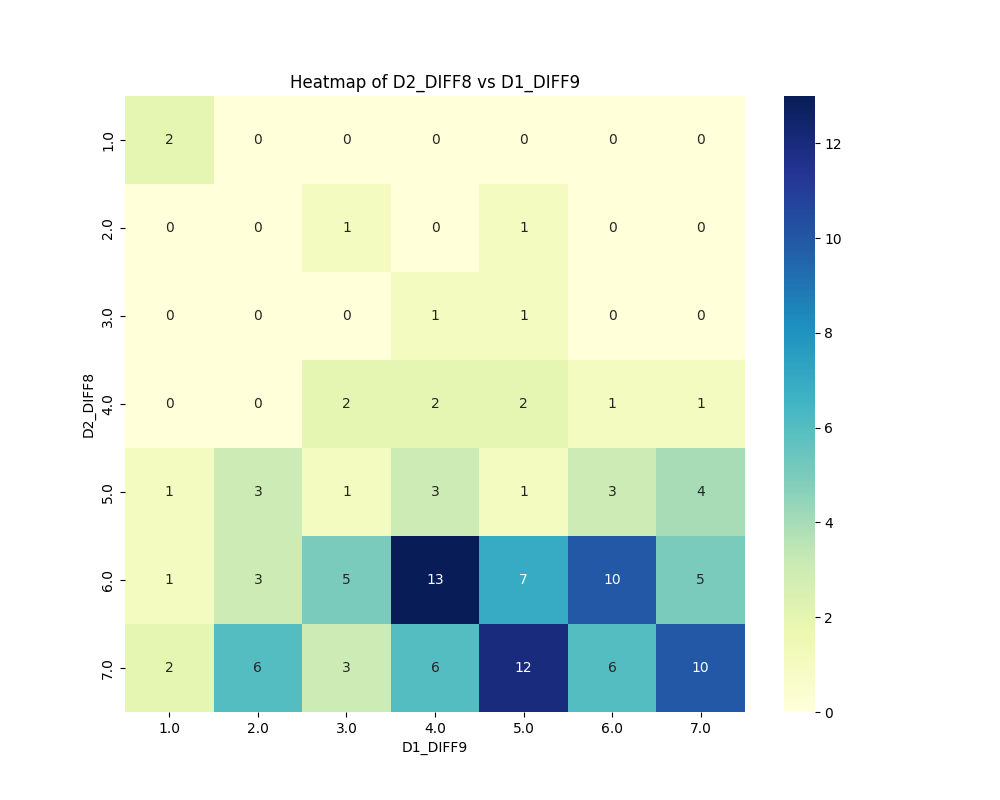 Heatmap of D2_DIFF8 vs D1_DIFF9
1.0 2 0 0 0 0 0 0
2.0 0 0 1 0 1 0 0
3.0 0 0 0 1 1 0 0
4.0 0 0 2 2 2 1 1
5.0 1 3 1 3 1 3 4
6.0 1 3 5 13 7 10 5
7.0 2 6 3 6 12 6 10
1.0 2.0 3.0 4.0 5.0 6.0 7.0
D1_DIFF9
D2_DIFF8
12
10
8
6
4
2
0